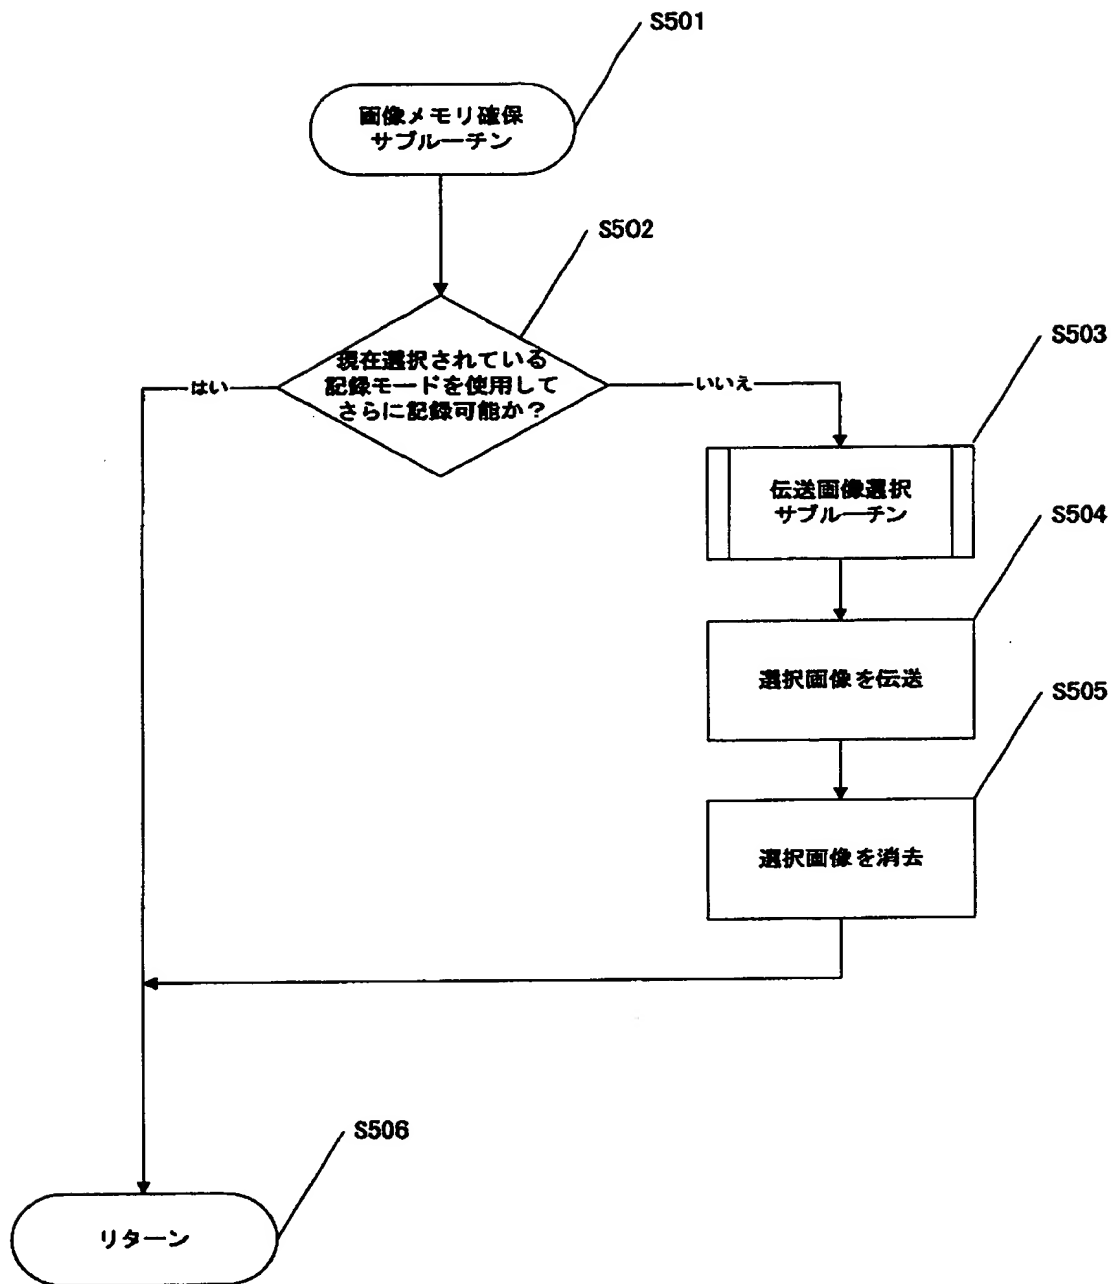 S501
画像メモリ確保
サブルーチン
S502
現在選択されている
記録モードを使用して
さらに記録可能か？
はい
いいえ
S503
伝送画像選択
サブルーチン
S504
選択画像を伝送
S505
選択画像を消去
S506
リターン